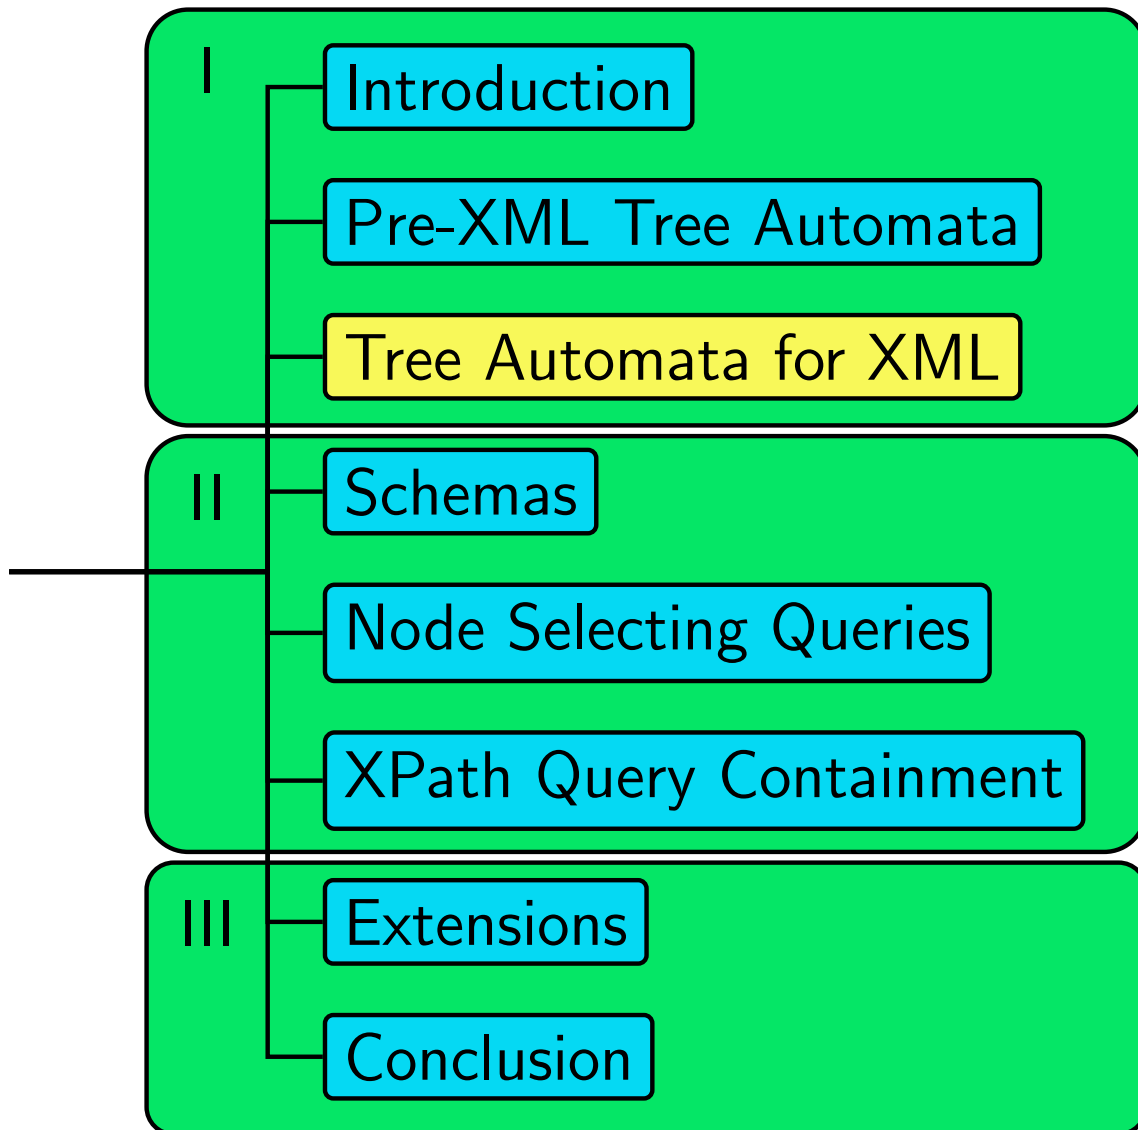 I
Introduction
Pre-XML Tree Automata
Tree Automata for XML
II
Schemas
Node Selecting Queries
XPath Query Containment
III
Extensions
Conclusion